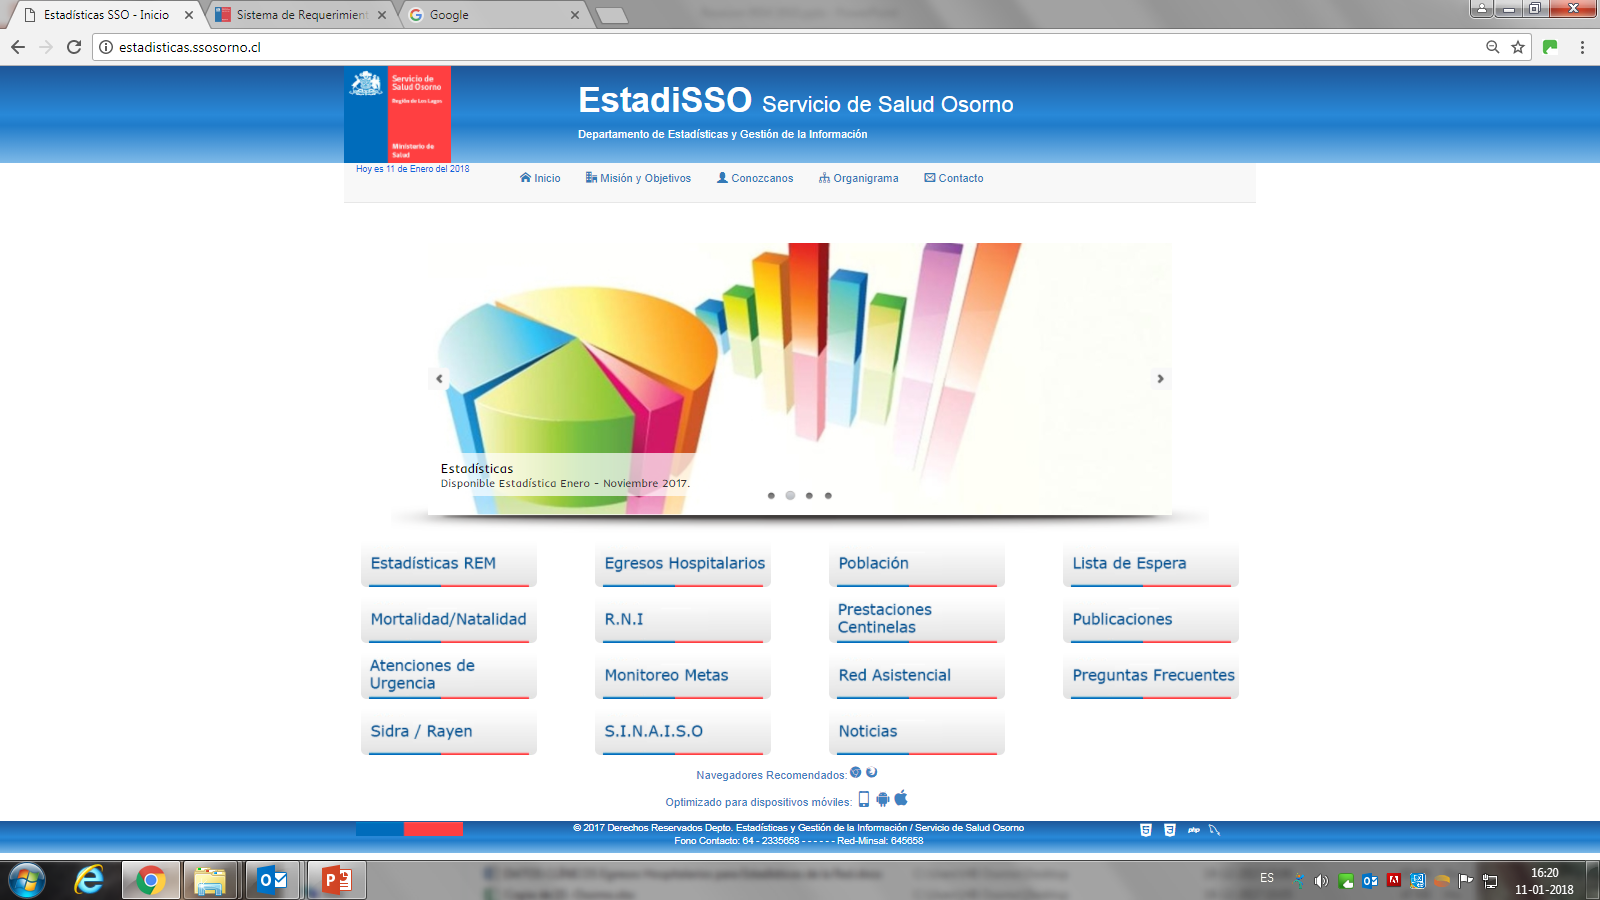 Estadísticas SSO - Inicio
Sistema de Requerimient
Google
estadisticas.ssosorno.cl
Servicio de
Salud Osorno
Región de Los Lagos
Ministerio de
Salud
EstadiSSO Servicio de Salud Osorno
Departamento de Estadísticas y Gestión de la Información
Hoy es 11 de Enero del 2018
Inicio
Misión y Objetivos
Conozcanos
Organigrama
Contacto
Estadísticas
Disponible Estadística Enero - Noviembre 2017.
Estadísticas REM
Egresos Hospitalarios
Población
Lista de Espera
Mortalidad/Natalidad
R.N.I
Prestaciones
Centinelas
Publicaciones
Atenciones de
Urgencia
Monitoreo Metas
Red Asistencial
Preguntas Frecuentes
Sidra / Rayen
S.I.N.A.I.S.O
Noticias
Navegadores Recomendados:
Optimizado para dispositivos móviles:
© 2017 Derechos Reservados Depto. Estadísticas y Gestión de la Información / Servicio de Salud Osorno
Fono Contacto: 64 - 2335658 - - - - - - Red-Minsal: 645658
php
ES
16:20
11-01-2018